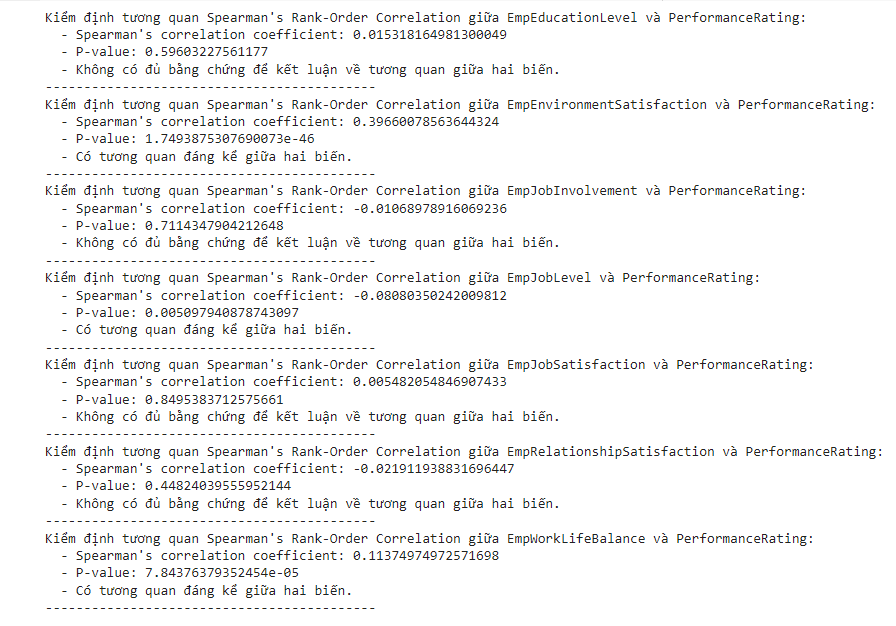 Kiểm định tương quan Spearman's Rank-Order Correlation giữa EmpEducationLevel và PerformanceRating:
- Spearman's correlation coefficient: 0.015318164981300049
- P-value: 0.59603227561177
- Không có đủ bằng chứng để kết luận về tương quan giữa hai biến.
-------------------------------------------
Kiểm định tương quan Spearman's Rank-Order Correlation giữa EmpEnvironmentSatisfaction và PerformanceRating:
- Spearman's correlation coefficient: 0.39660078563644324
- P-value: 1.7493875307690073e-46
- Có tương quan đáng kể giữa hai biến.
-------------------------------------------
Kiểm định tương quan Spearman's Rank-Order Correlation giữa EmpJobInvolvement và PerformanceRating:
- Spearman's correlation coefficient: -0.01068978916069236
- P-value: 0.7114347904212648
- Không có đủ bằng chứng để kết luận về tương quan giữa hai biến.
-------------------------------------------
Kiểm định tương quan Spearman's Rank-Order Correlation giữa EmpJobLevel và PerformanceRating:
- Spearman's correlation coefficient: -0.08080350242009812
- P-value: 0.005097940878743097
- Có tương quan đáng kể giữa hai biến.
-------------------------------------------
Kiểm định tương quan Spearman's Rank-Order Correlation giữa EmpJobSatisfaction và PerformanceRating:
- Spearman's correlation coefficient: 0.005482054846907433
- P-value: 0.8495383712575661
- Không có đủ bằng chứng để kết luận về tương quan giữa hai biến.
-------------------------------------------
Kiểm định tương quan Spearman's Rank-Order Correlation giữa EmpRelationshipSatisfaction và PerformanceRating:
- Spearman's correlation coefficient: -0.021911938831696447
- P-value: 0.44824039555952144
- Không có đủ bằng chứng để kết luận về tương quan giữa hai biến.
-------------------------------------------
Kiểm định tương quan Spearman's Rank-Order Correlation giữa EmpWorkLifeBalance và PerformanceRating:
- Spearman's correlation coefficient: 0.11374974972571698
- P-value: 7.84376379352454e-05
- Có tương quan đáng kể giữa hai biến.
-------------------------------------------